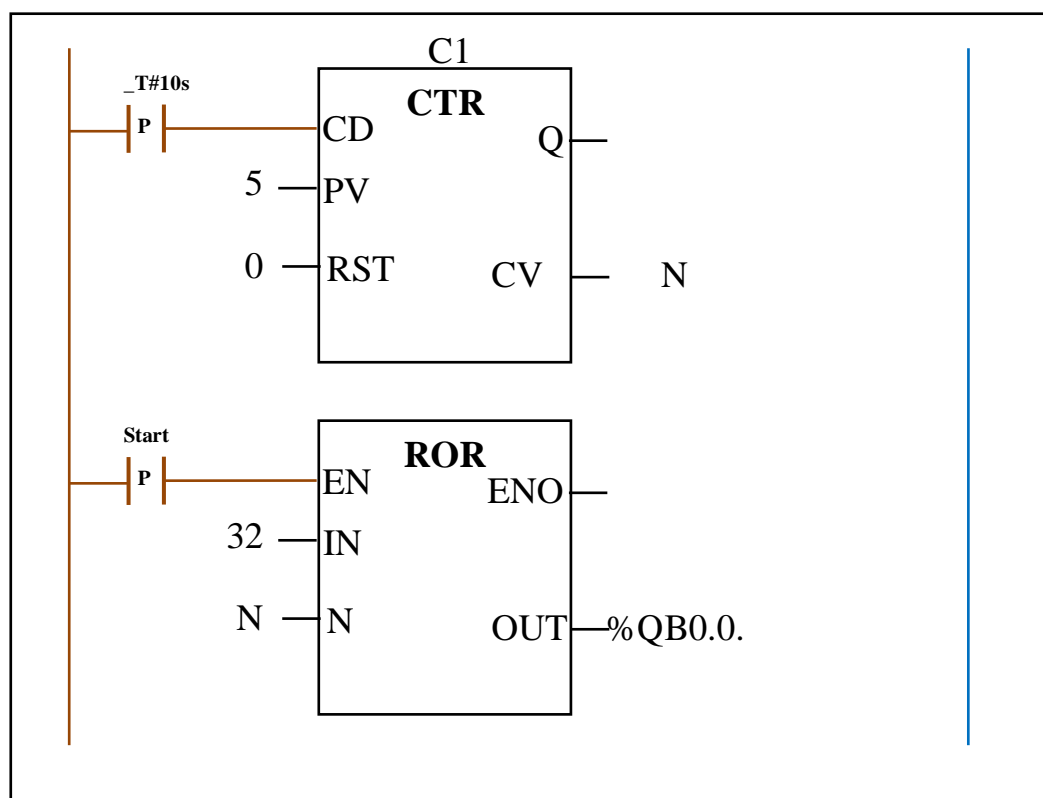 C1
_T#10s
CTR
P
CD
Q
5
PV
0
RST
CV
N
Start
ROR
P
EN
ENO
32
IN
N
N
OUT
%QB0.0.